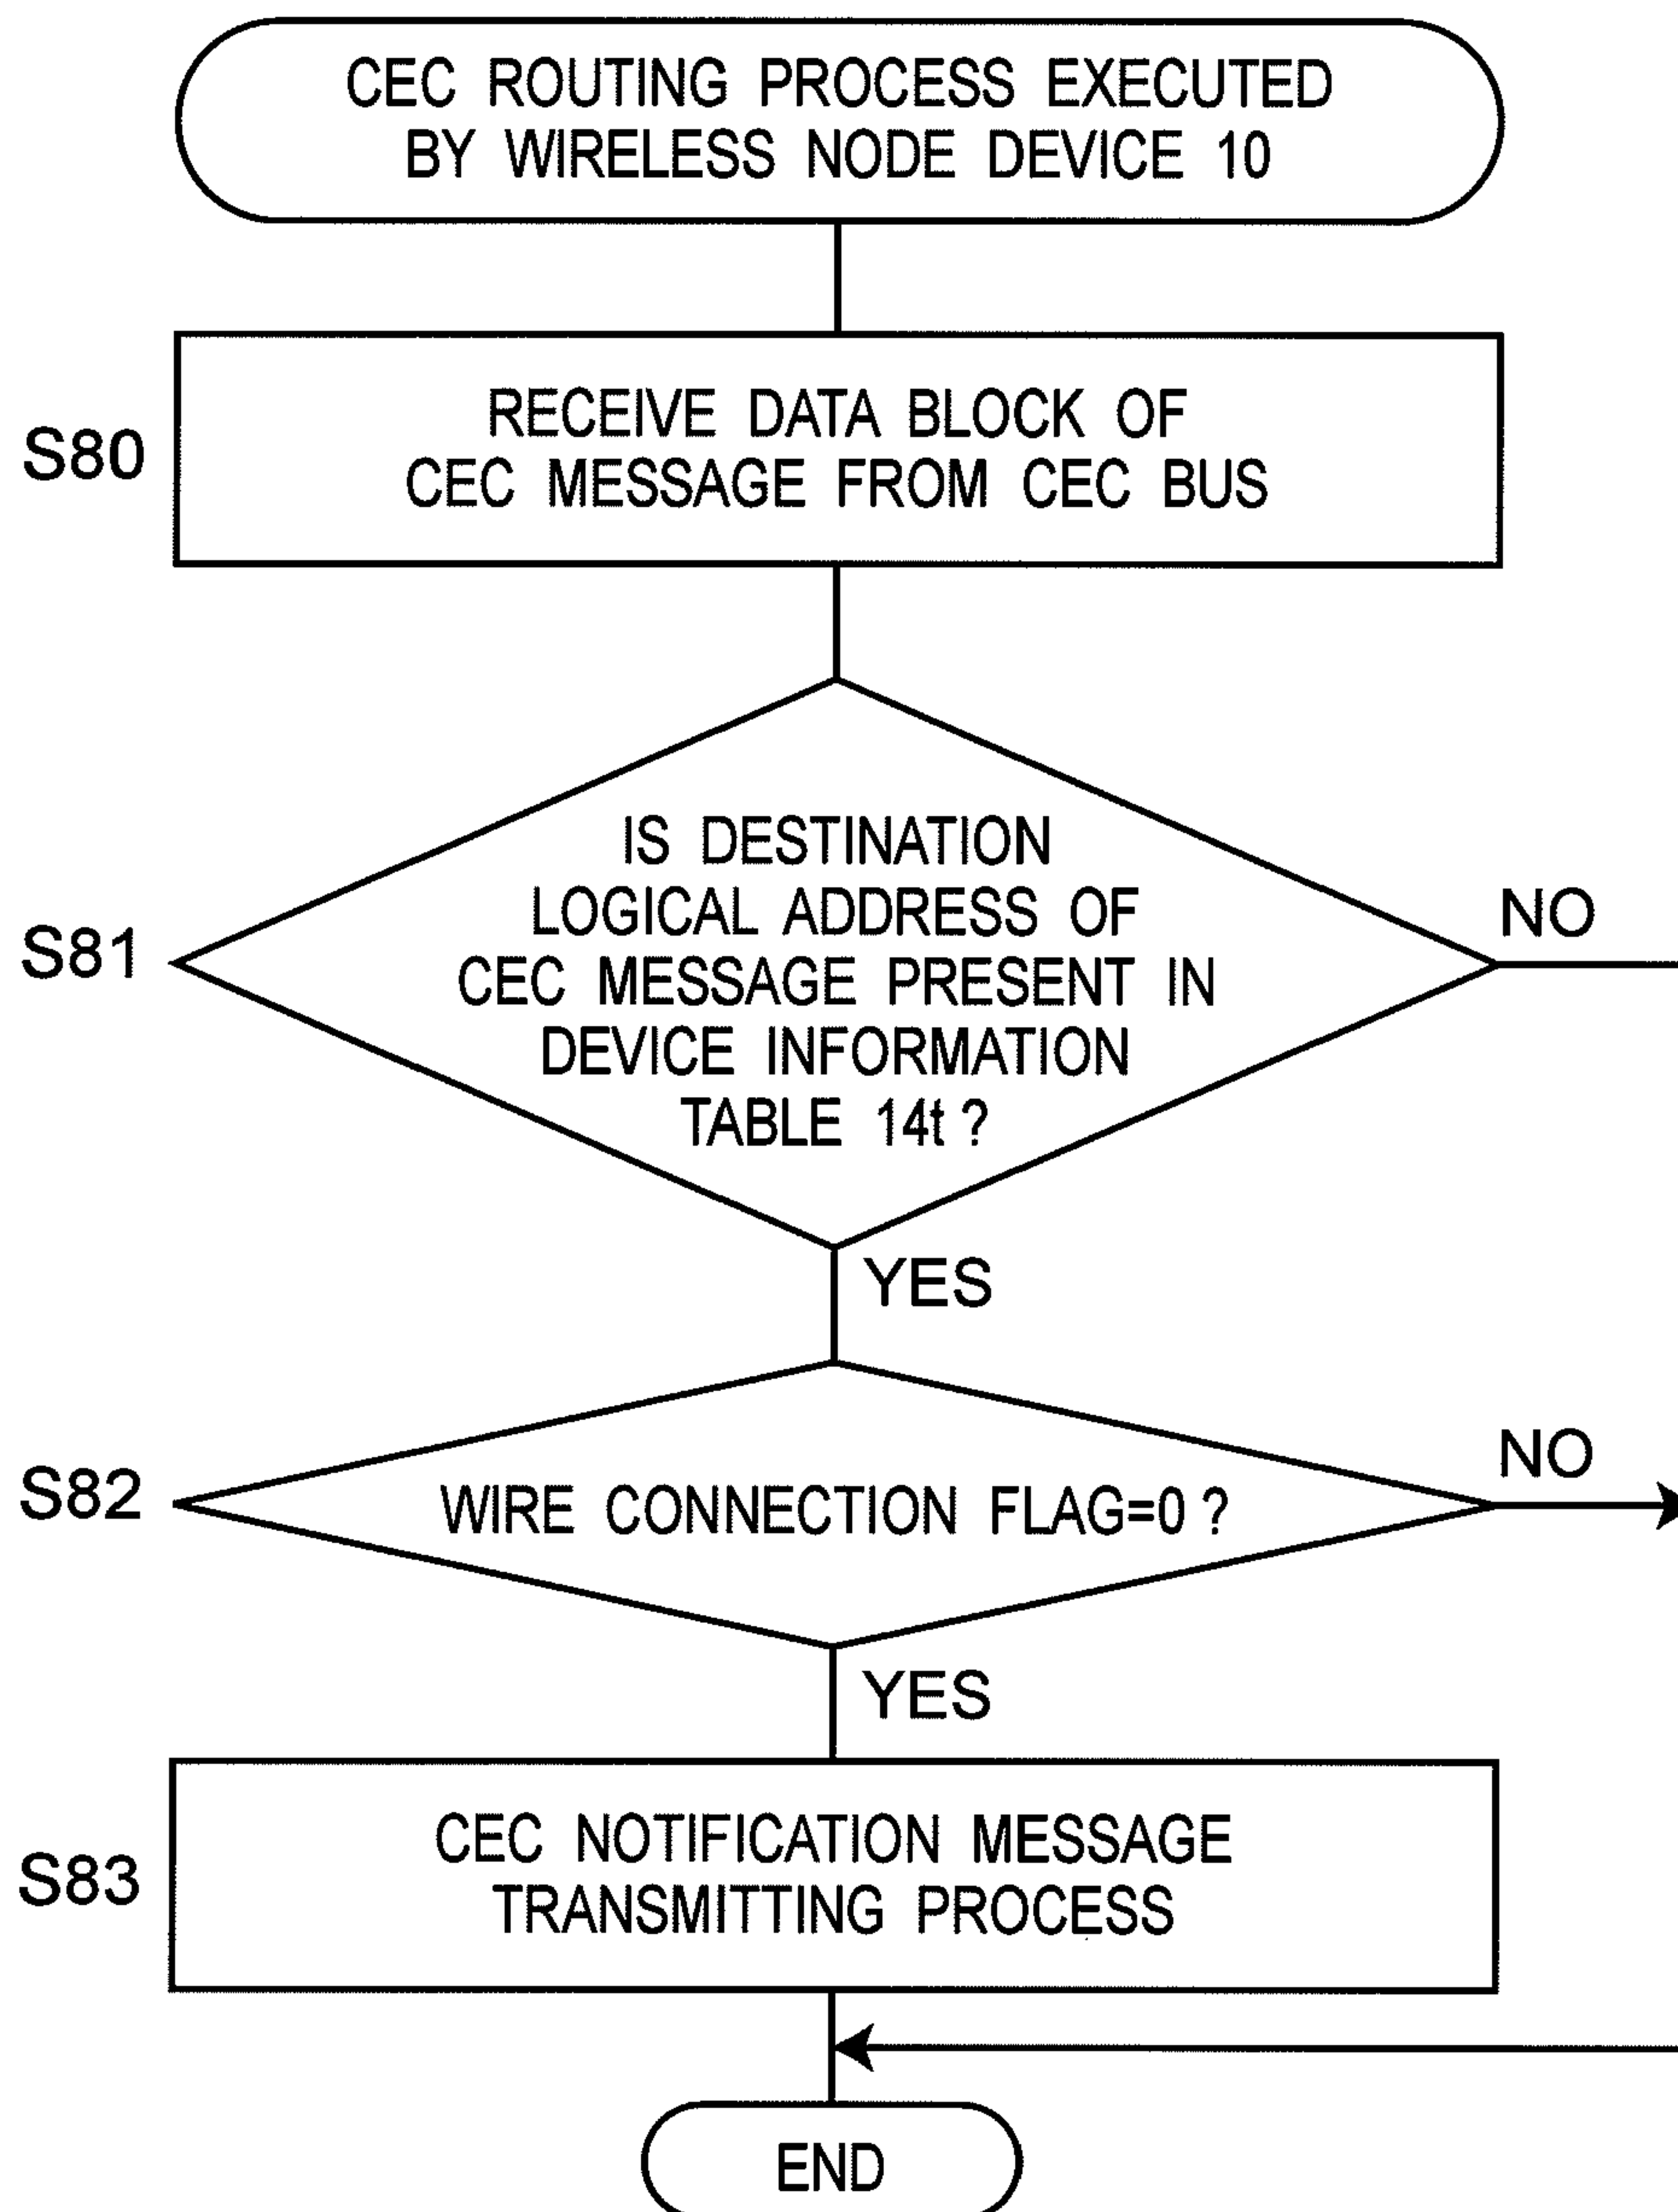 CEC ROUTING PROCESS EXECUTED
BY WIRELESS NODE DEVICE 10
S80
RECEIVE DATA BLOCK OF
CEC MESSAGE FROM CEC BUS
S81
IS DESTINATION
LOGICAL ADDRESS OF
CEC MESSAGE PRESENT IN
DEVICE INFORMATION
TABLE 14t ?
NO
YES
S82
WIRE CONNECTION FLAG=0 ?
NO
YES
S83
CEC NOTIFICATION MESSAGE
TRANSMITTING PROCESS
END